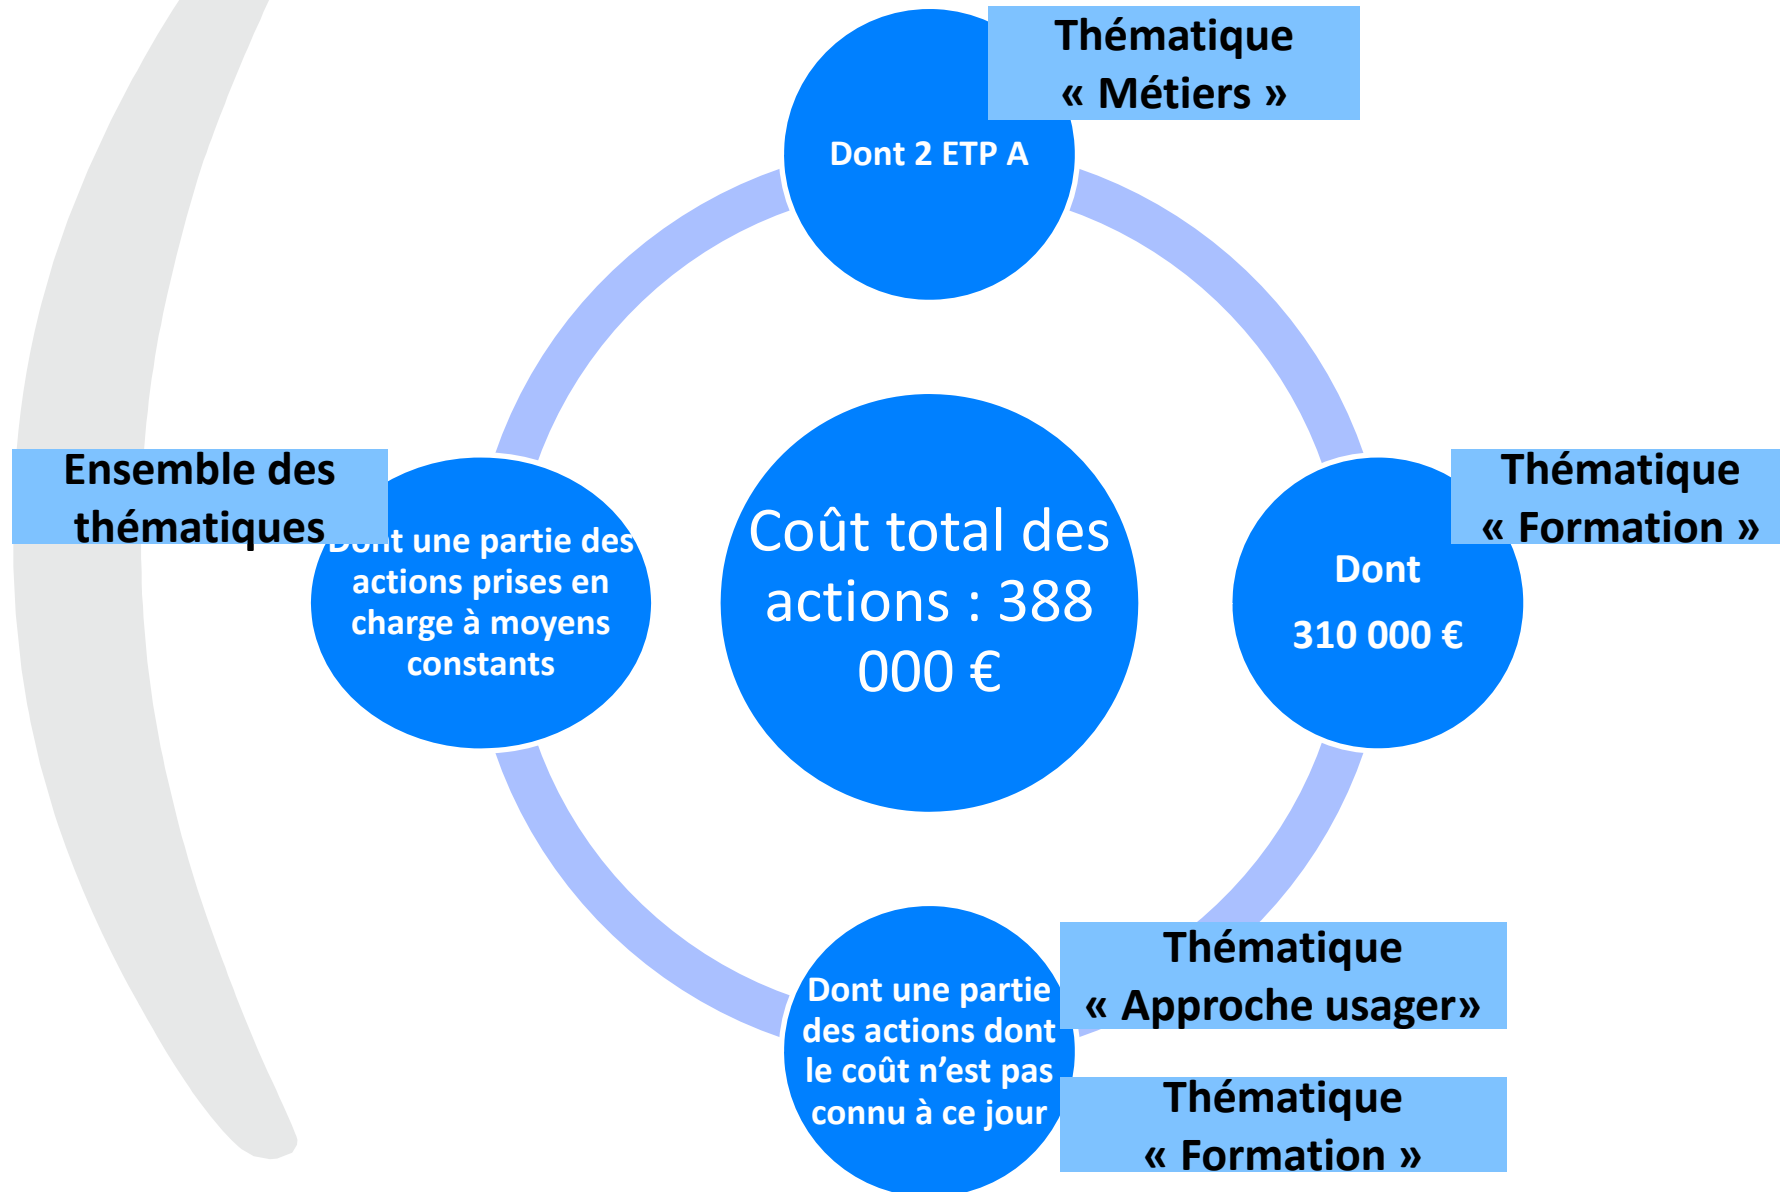 Thématique
« Métiers »
Dont 2 ETP A
Ensemble des
thématiques
Dont une partie des
actions prises en
charge à moyens
constants
Coût total des
actions : 388
000 €
Thématique
« Formation »
Dont
310 000 €
Dont une partie
des actions dont
le coût n’est pas
connu à ce jour
Thématique
« Approche usager»
Thématique
« Formation »